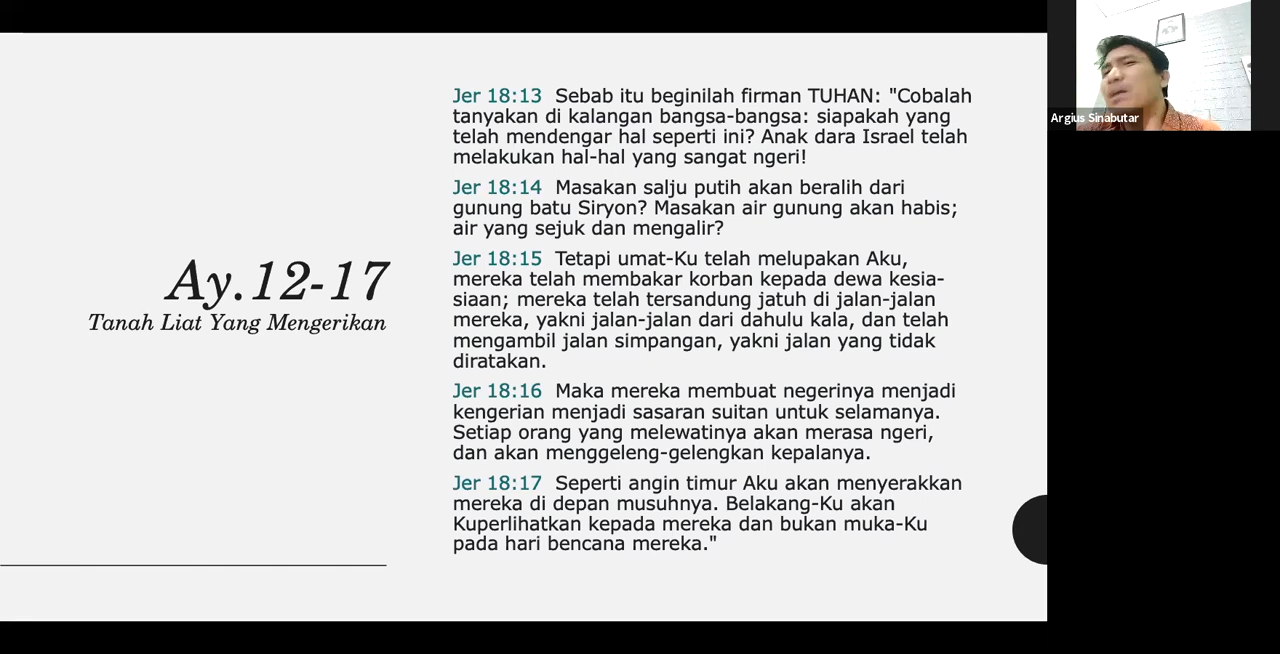 Ay.12-17
Tanah Liat Yang Mengerikan
Jer 18:13 Sebab itu beginilah firman TUHAN: "Cobalah
tanyakan di kalangan bangsa-bangsa: siapakah yang
telah mendengar hal seperti ini? Anak dara Israel telah
melakukan hal-hal yang sangat ngeri!
Jer 18:14 Masakan salju putih akan beralih dari
gunung batu Siryon? Masakan air gunung akan habis;
air yang sejuk dan mengalir?
Jer 18:15 Tetapi umat-Ku telah melupakan Aku,
mereka telah membakar korban kepada dewa kesia-
siaan; mereka telah tersandung jatuh di jalan-jalan
mereka, yakni jalan-jalan dari dahulu kala, dan telah
mengambil jalan simpangan, yakni jalan yang tidak
diratakan.
Jer 18:16 Maka mereka membuat negerinya menjadi
kengerian menjadi sasaran suitan untuk selamanya.
Setiap orang yang melewatinya akan merasa ngeri,
dan akan menggeleng-gelengkan kepalanya.
Jer 18:17 Seperti angin timur Aku akan menyerakkan
mereka di depan musuhnya. Belakang-Ku akan
Kuperlihatkan kepada mereka dan bukan muka-Ku
pada hari bencana mereka."
Argius Sinabutar